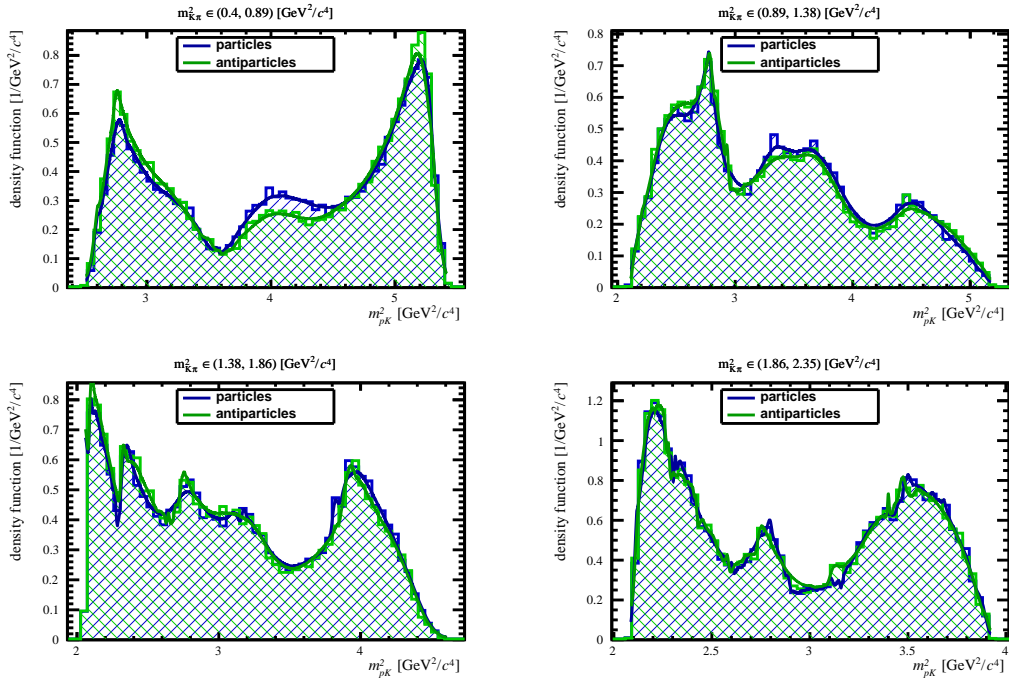 m²Kπ ∈ (0.4, 0.89) [GeV²/c⁴]
density function [1/GeV²/c⁴]
particles
antiparticles
0.8
0.7
0.6
0.5
0.4
0.3
0.2
0.1
0
3 4 5
m²pK [GeV²/c⁴]
m²Kπ ∈ (0.89, 1.38) [GeV²/c⁴]
density function [1/GeV²/c⁴]
particles
antiparticles
0.8
0.7
0.6
0.5
0.4
0.3
0.2
0.1
0
2 3 4 5
m²pK [GeV²/c⁴]
m²Kπ ∈ (1.38, 1.86) [GeV²/c⁴]
density function [1/GeV²/c⁴]
particles
antiparticles
0.8
0.7
0.6
0.5
0.4
0.3
0.2
0.1
0
2 3 4
m²pK [GeV²/c⁴]
m²Kπ ∈ (1.86, 2.35) [GeV²/c⁴]
density function [1/GeV²/c⁴]
particles
antiparticles
1.2
1
0.8
0.6
0.4
0.2
0
2 2.5 3 3.5 4
m²pK [GeV²/c⁴]